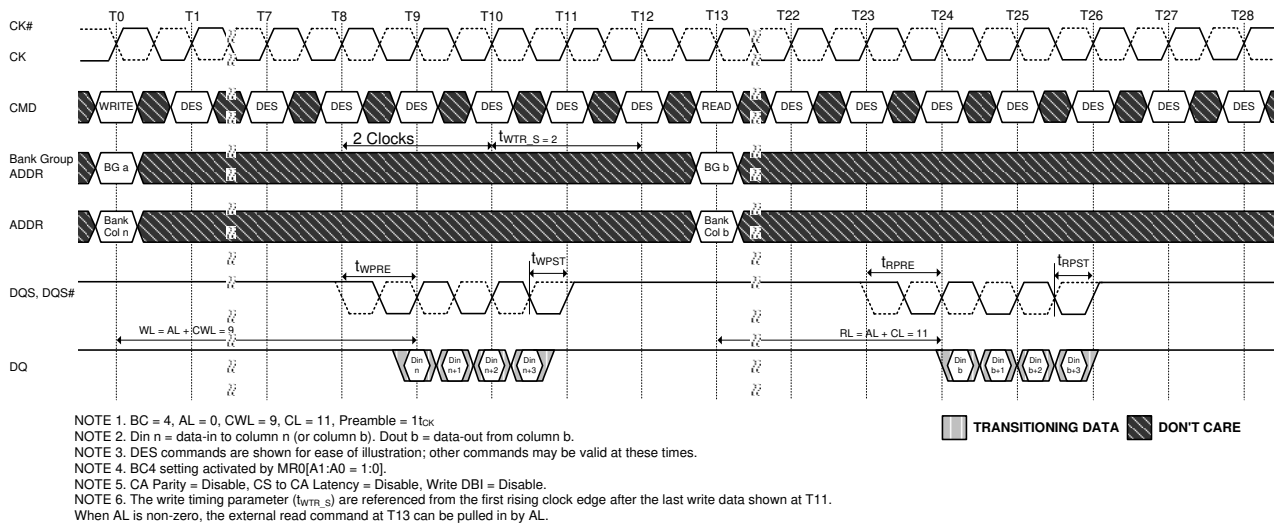 T0 T1 T7 T8 T9 T10 T11 T12 T13 T22 T23 T24 T25 T26 T27 T28
CK#
CK
CMD WRITE DES DES DES DES DES DES DES READ DES DES DES DES DES DES DES
2 Clocks tWTR_S = 2
Bank Group
ADDR
BG a BG b
ADDR
Bank
Col n
Bank
Col b
tWPRE tWPST tRPRE tRPST
DQS, DQS#
WL = AL + CWL = 9 RL = AL + CL = 11
DQ
Din
n
Din
n+1
Din
n+2
Din
n+3
Din
b
Din
b+1
Din
b+2
Din
b+3
NOTE 1. BC = 4, AL = 0, CWL = 9, CL = 11, Preamble = 1tCK
NOTE 2. Din n = data-in to column n (or column b). Dout b = data-out from column b.
NOTE 3. DES commands are shown for ease of illustration; other commands may be valid at these times.
NOTE 4. BC4 setting activated by MR0[A1:A0 = 1:0].
NOTE 5. CA Parity = Disable, CS to CA Latency = Disable, Write DBI = Disable.
NOTE 6. The write timing parameter (tWTR_S) are referenced from the first rising clock edge after the last write data shown at T11.
When AL is non-zero, the external read command at T13 can be pulled in by AL.
TRANSITIONING DATA DON'T CARE